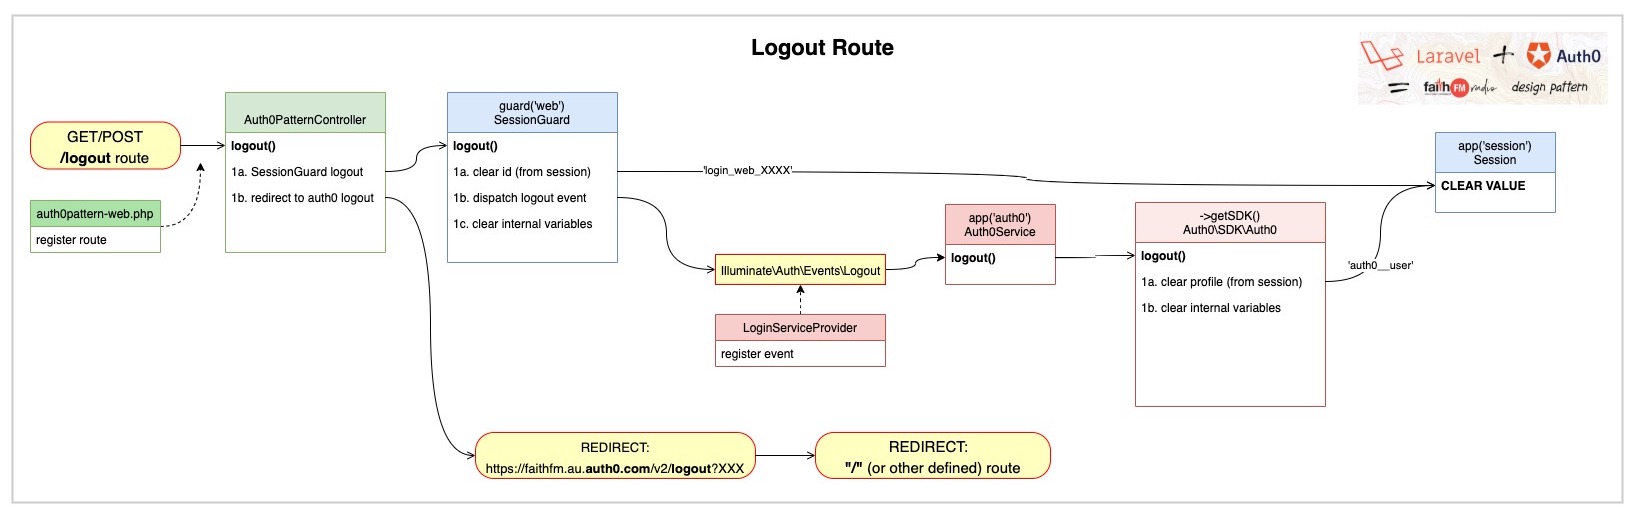 Logout Route
Laravel + Auth0
= faith FM radio design pattern
GET/POST
/logout route
auth0pattern-web.php
register route
Auth0PatternController
logout()
1a. SessionGuard logout
1b. redirect to auth0 logout
guard('web')
SessionGuard
logout()
1a. clear id (from session)
1b. dispatch logout event
1c. clear internal variables
'login_web_XXXX'
Illuminate\Auth\Events\Logout
LoginServiceProvider
register event
app('auth0')
Auth0Service
logout()
->getSDK()
Auth0\SDK\Auth0
logout()
1a. clear profile (from session)
1b. clear internal variables
'auth0__user'
app('session')
Session
CLEAR VALUE
REDIRECT:
https://faithfm.au.auth0.com/v2/logout?XXX
REDIRECT:
"/" (or other defined) route